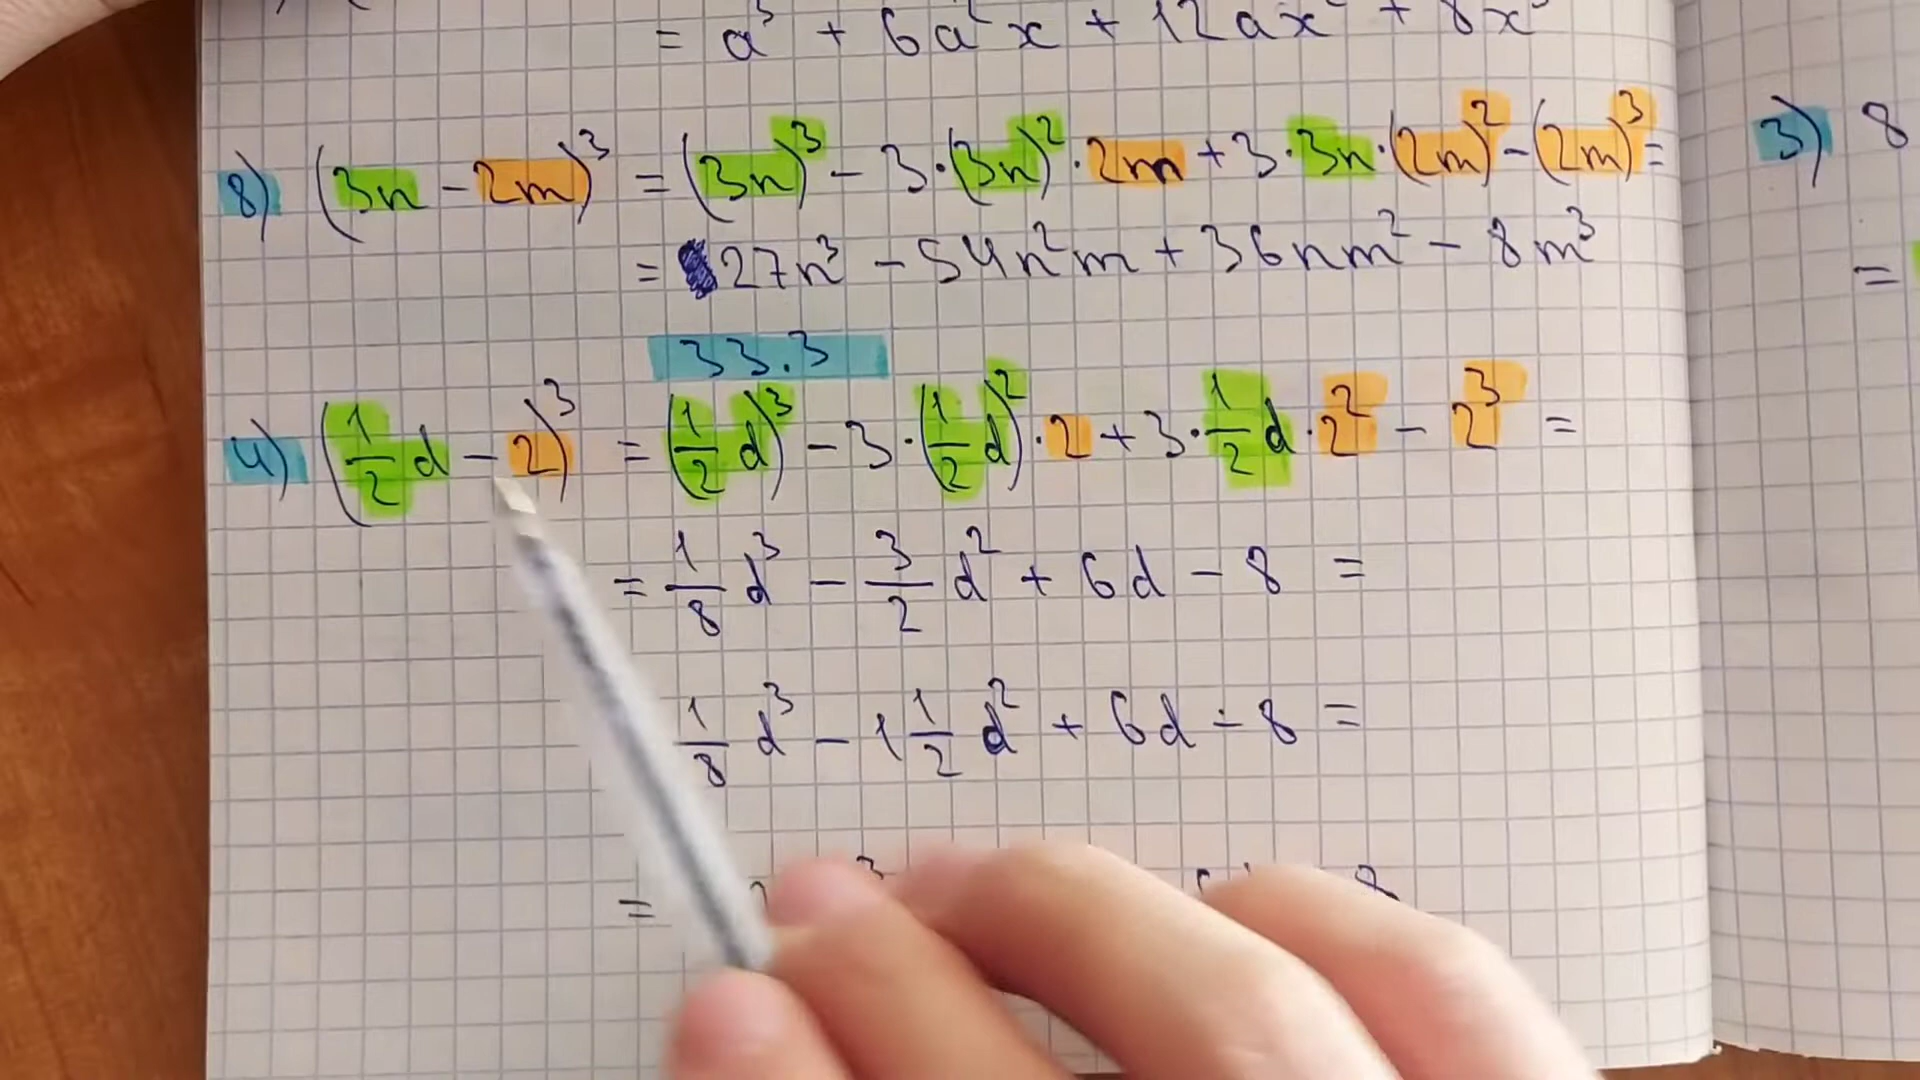 = a³ + 6a²x + 12ax² + 8x³
8) (3n - 2m)³ = (3n)³ - 3·(3n)²·2m + 3·3n·(2m)² - (2m)³ =
= 27n³ - 54n²m + 36nm² - 8m³
33.3
4) (1/2 d - 2)³ = (1/2 d)³ - 3·(1/2 d)²·2 + 3·1/2 d·2² - 2³ =
= 1/8 d³ - 3/2 d² + 6d - 8 =
1/8 d³ - 1 1/2 d² + 6d - 8 =
=
3) 8
=